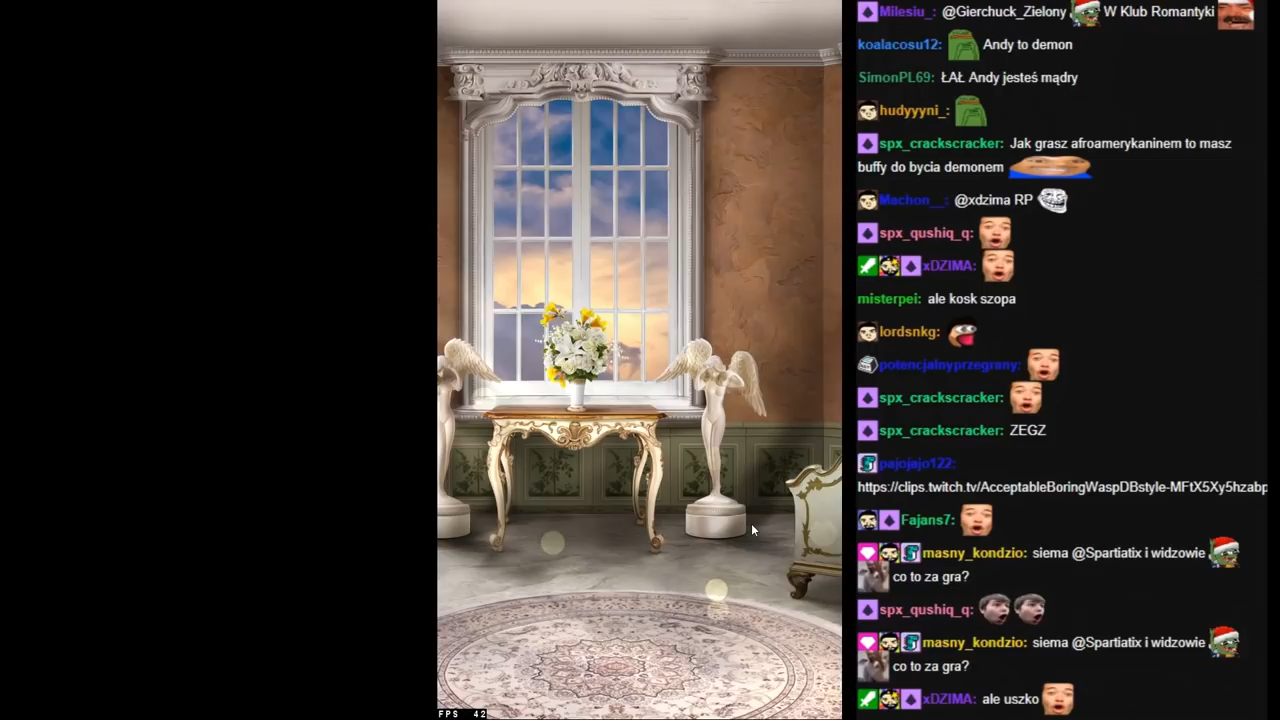 Milesiu_: @Gierchuck_Zielony W Klub Romantyki
koalacosu12: Andy to demon
SimonPL69: ŁAŁ Andy jesteś mądry
hudyyyni_:
spx_crackscracker: Jak grasz afroamerykaninem to masz
buffy do bycia demonem
Machon__: @xdzima RP
spx_qushiq_q:
xDZIMA:
misterpei: ale kosk szopa
lordsnkg:
potencjalnyprzegrany:
spx_crackscracker:
spx_crackscracker: ZEGZ
pajojajo122:
https://clips.twitch.tv/AcceptableBoringWaspDBstyle-MFtX5Xy5hzabp
Fajans7:
masny_kondzio: siema @Spartiatix i widzowie
co to za gra?
spx_qushiq_q:
masny_kondzio: siema @Spartiatix i widzowie
co to za gra?
xDZIMA: ale uszko
FPS 42